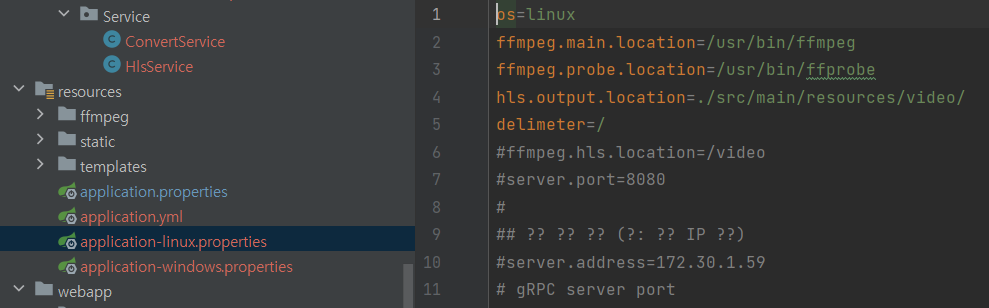 Service
ConvertService
HlsService
resources
ffmpeg
static
templates
application.properties
application.yml
application-linux.properties
application-windows.properties
webapp
1 os=linux
2 ffmpeg.main.location=/usr/bin/ffmpeg
3 ffmpeg.probe.location=/usr/bin/ffprobe
4 hls.output.location=./src/main/resources/video/
5 delimeter=/
6 #ffmpeg.hls.location=/video
7 #server.port=8080
8 #
9 ## ?? ?? ?? (?: ?? IP ??)
10 #server.address=172.30.1.59
11 # gRPC server port